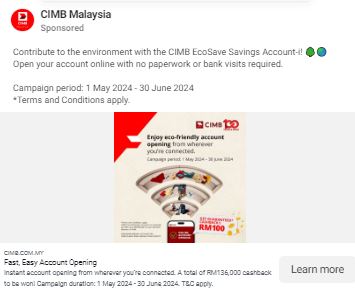 CIMB Malaysia
Sponsored
Contribute to the environment with the CIMB EcoSave Savings Account-i!
Open your account online with no paperwork or bank visits required.
Campaign period: 1 May 2024 - 30 June 2024
*Terms and Conditions apply.
CIMB 100
Enjoy eco-friendly account
opening from wherever
you're connected.
Campaign period: 1 May 2024 - 30 June 2024
GET GUARANTEED
CASHBACK
RM100
CIMB.COM.MY
Fast, Easy Account Opening
Instant account opening from wherever you're connected. A total of RM136,000 cashback
to be won! Campaign duration: 1 May 2024 - 30 June 2024. T&C apply.
Learn more